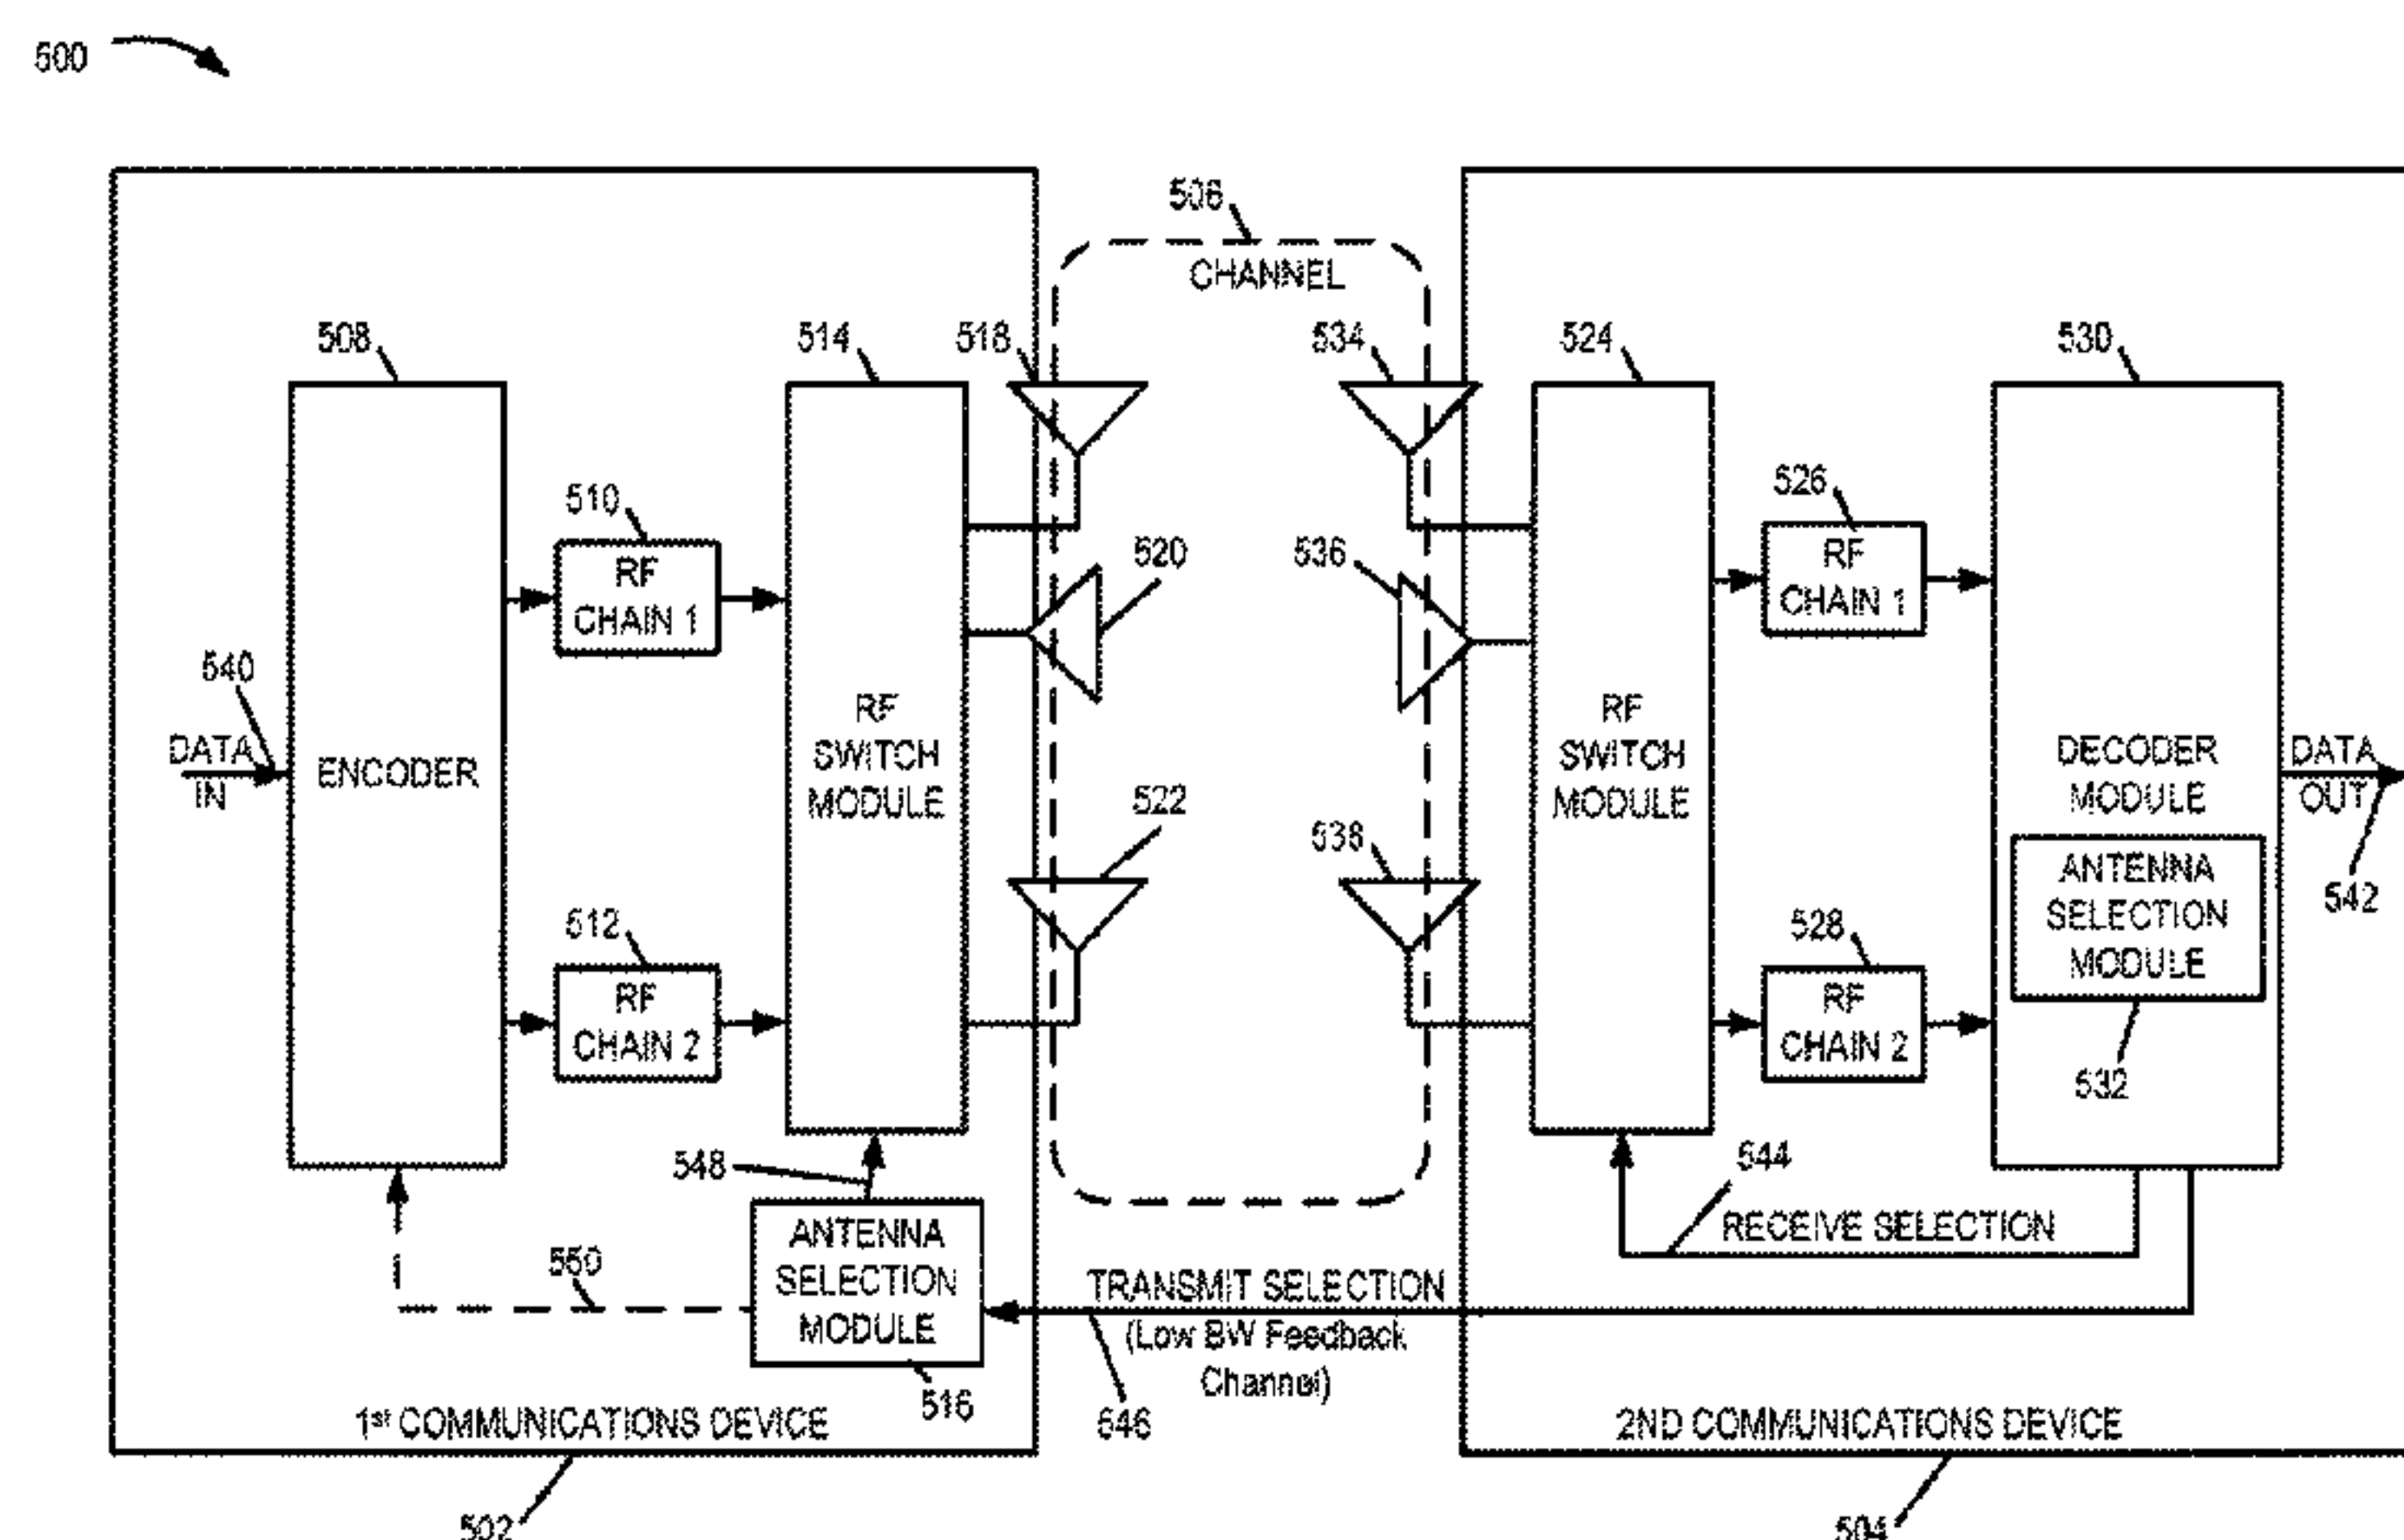 500
506
CHANNEL
508
514
518
534
524
530
510
RF
CHAIN 1
520
536
526
RF
CHAIN 1
540
DATA
IN
ENCODER
RF
SWITCH
MODULE
RF
SWITCH
MODULE
DECODER
MODULE
DATA
OUT
542
522
538
ANTENNA
SELECTION
MODULE
532
512
RF
CHAIN 2
528
RF
CHAIN 2
548
544
RECEIVE SELECTION
550
ANTENNA
SELECTION
MODULE
516
TRANSMIT SELECTION
(Low BW Feedback
Channel)
546
1st COMMUNICATIONS DEVICE
2ND COMMUNICATIONS DEVICE
502
504